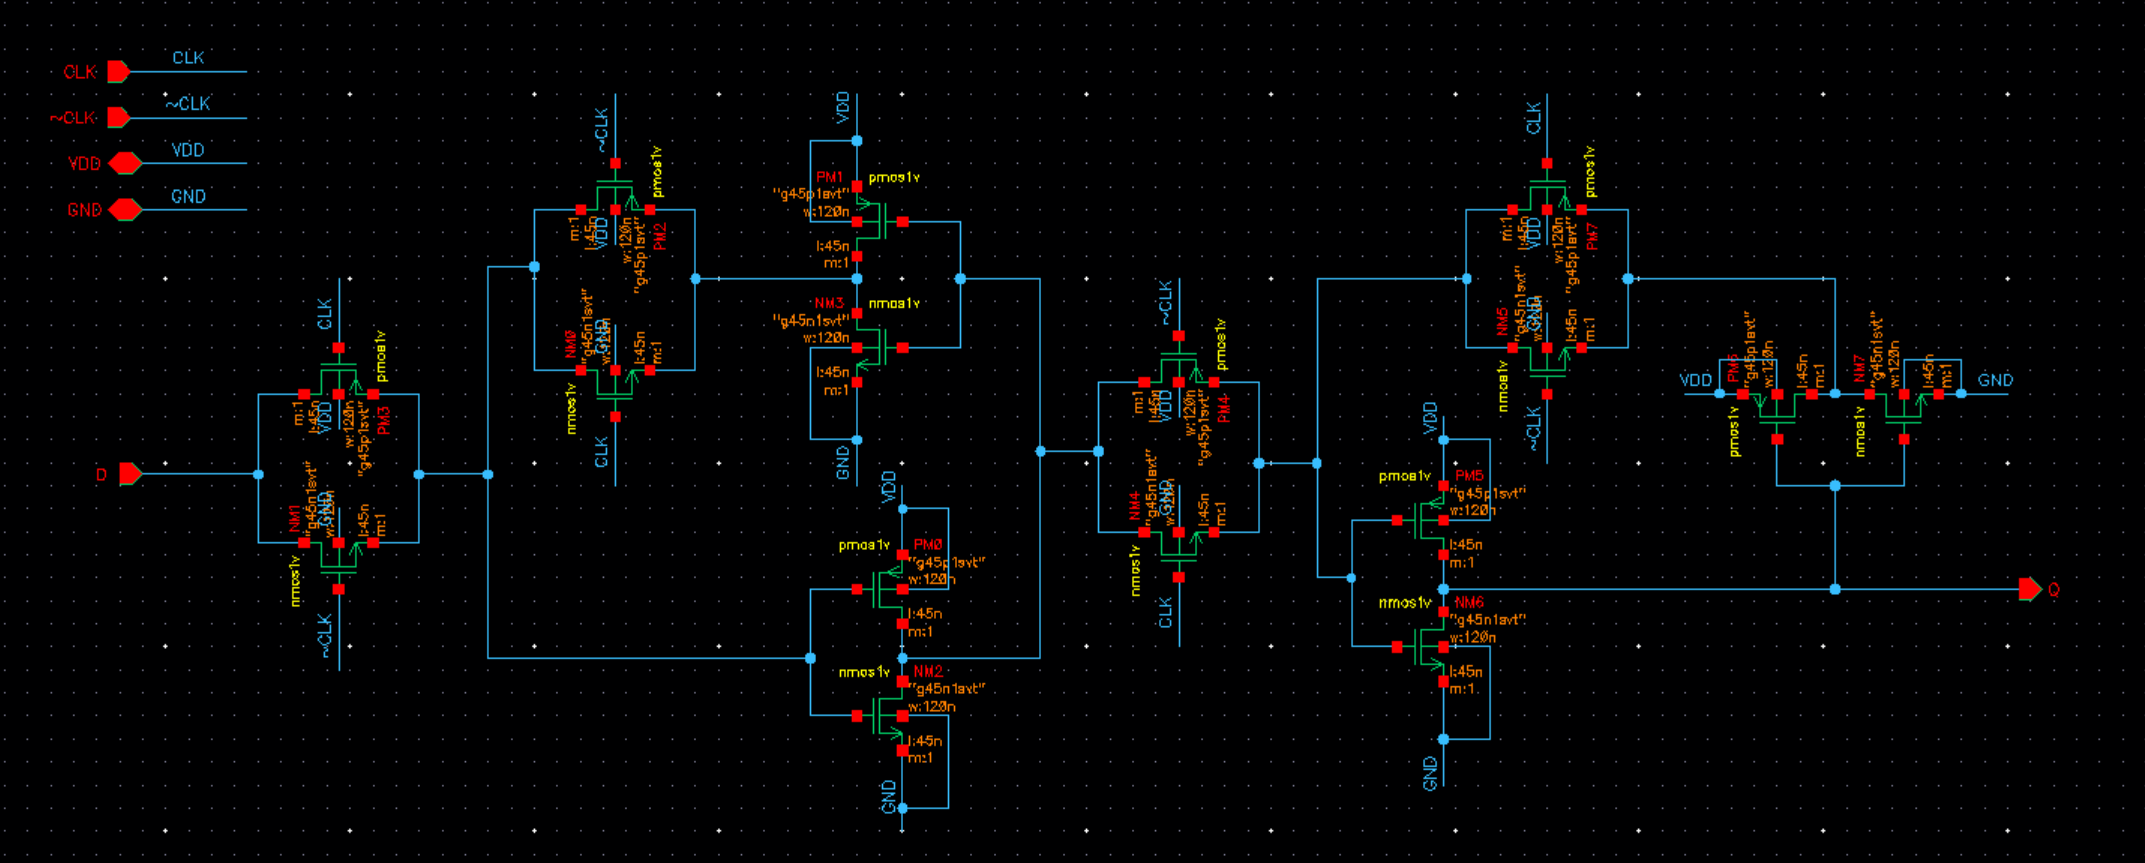 CLK CLK
~CLK ~CLK
VDD VDD
GND GND
D
CLK
pmos1v
m:1
l:45n
VDD
w:120n
"g45p1svt"
PM3
NM1
"g45n1svt"
GND
w:120n
l:45n
m:1
nmos1v
~CLK
~CLK
pmos1v
m:1
l:45n
VDD
w:120n
"g45p1svt"
PM2
NM0
"g45n1svt"
GND
w:120n
l:45n
m:1
nmos1v
CLK
VDD
PM1 pmos1v
"g45p1svt"
w:120n
l:45n
m:1
NM3 nmos1v
"g45n1svt"
w:120n
l:45n
m:1
GND
VDD
pmos1v PM0
"g45p1svt"
w:120n
l:45n
m:1
nmos1v NM2
"g45n1svt"
w:120n
l:45n
m:1
GND
~CLK
pmos1v
m:1
l:45n
VDD
w:120n
"g45p1svt"
PM4
NM4
"g45n1svt"
GND
w:120n
l:45n
m:1
nmos1v
CLK
CLK
pmos1v
m:1
l:45n
VDD
w:120n
"g45p1svt"
PM7
NM5
"g45n1svt"
GND
w:120n
l:45n
m:1
nmos1v
~CLK
VDD
pmos1v PM5
"g45p1svt"
w:120n
l:45n
m:1
nmos1v NM6
"g45n1svt"
w:120n
l:45n
m:1
GND
VDD
PM6
"g45p1svt"
w:120n
l:45n
m:1
pmos1v
NM7
"g45n1svt"
w:120n
l:45n
m:1
nmos1v
GND
Q